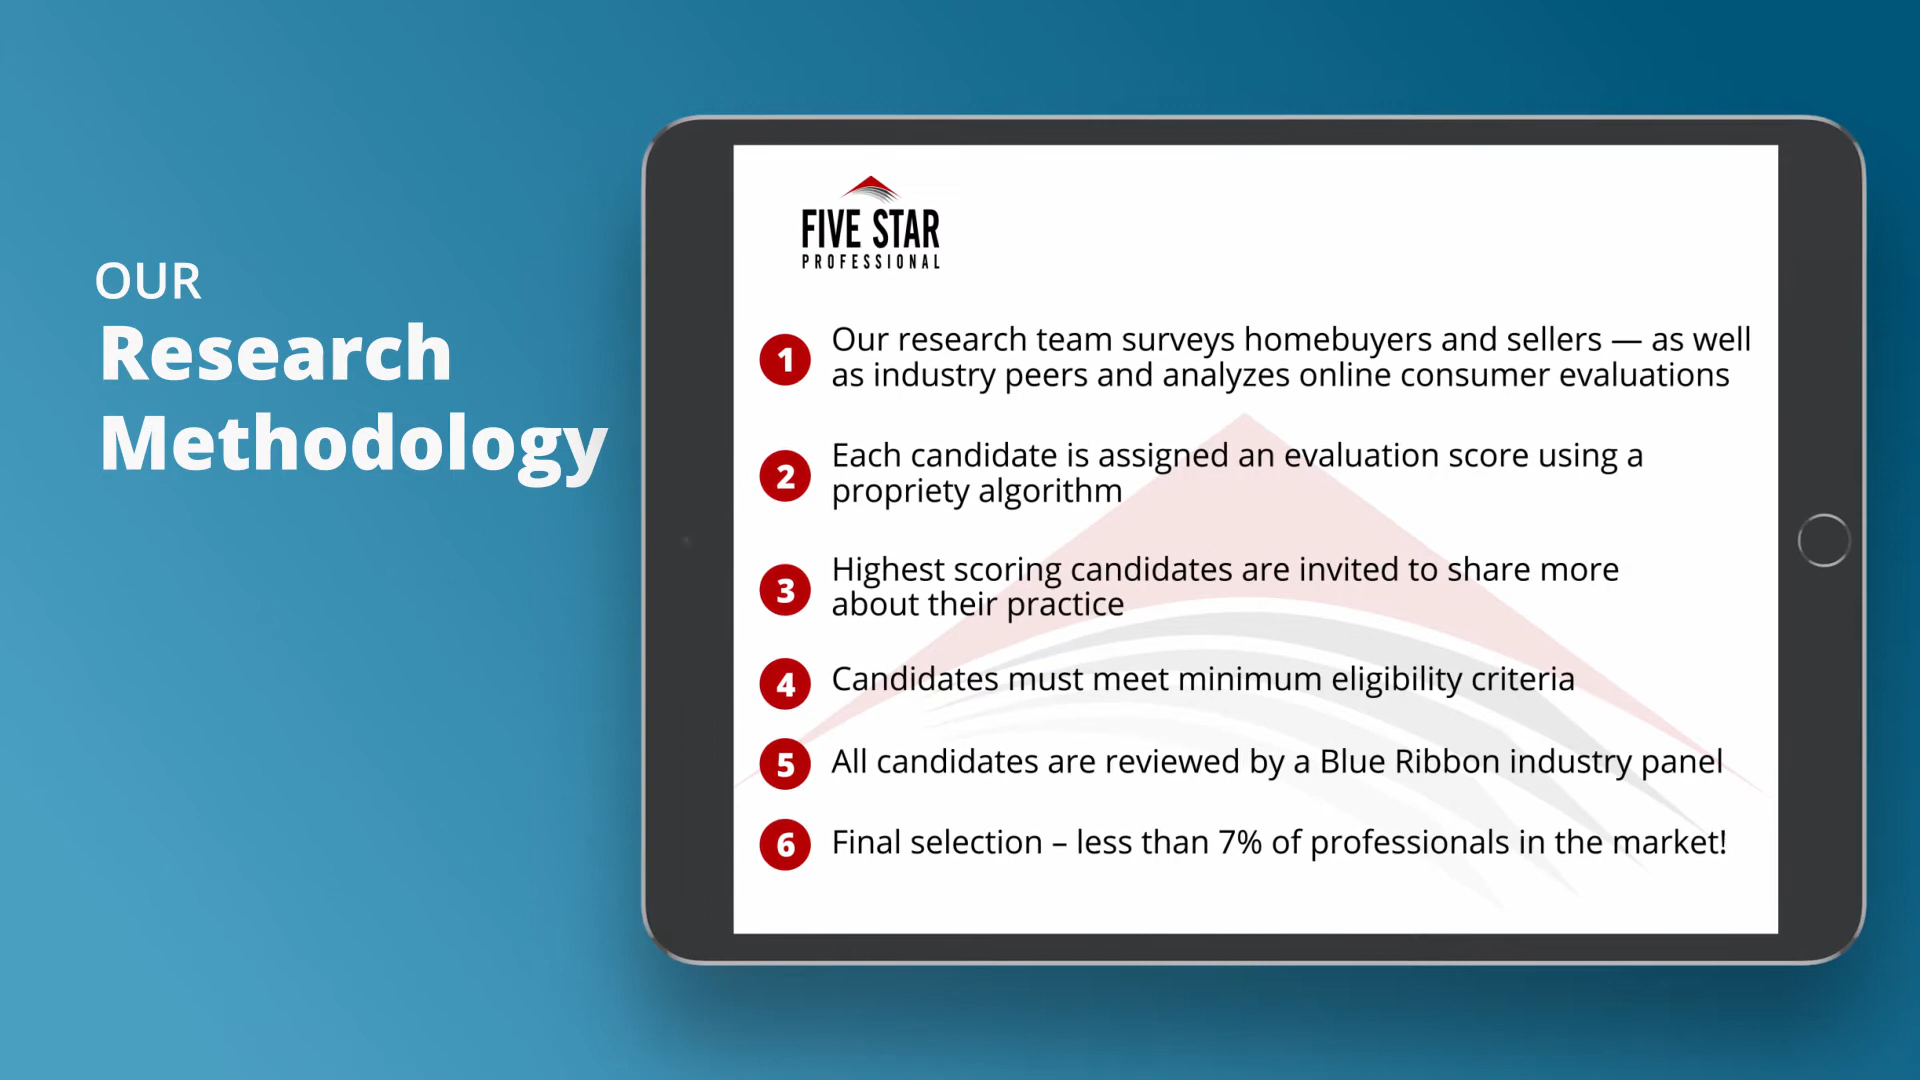 OUR
Research
Methodology
FIVE STAR
PROFESSIONAL
1
Our research team surveys homebuyers and sellers — as well
as industry peers and analyzes online consumer evaluations
2
Each candidate is assigned an evaluation score using a
propriety algorithm
3
Highest scoring candidates are invited to share more
about their practice
4
Candidates must meet minimum eligibility criteria
5
All candidates are reviewed by a Blue Ribbon industry panel
6
Final selection – less than 7% of professionals in the market!